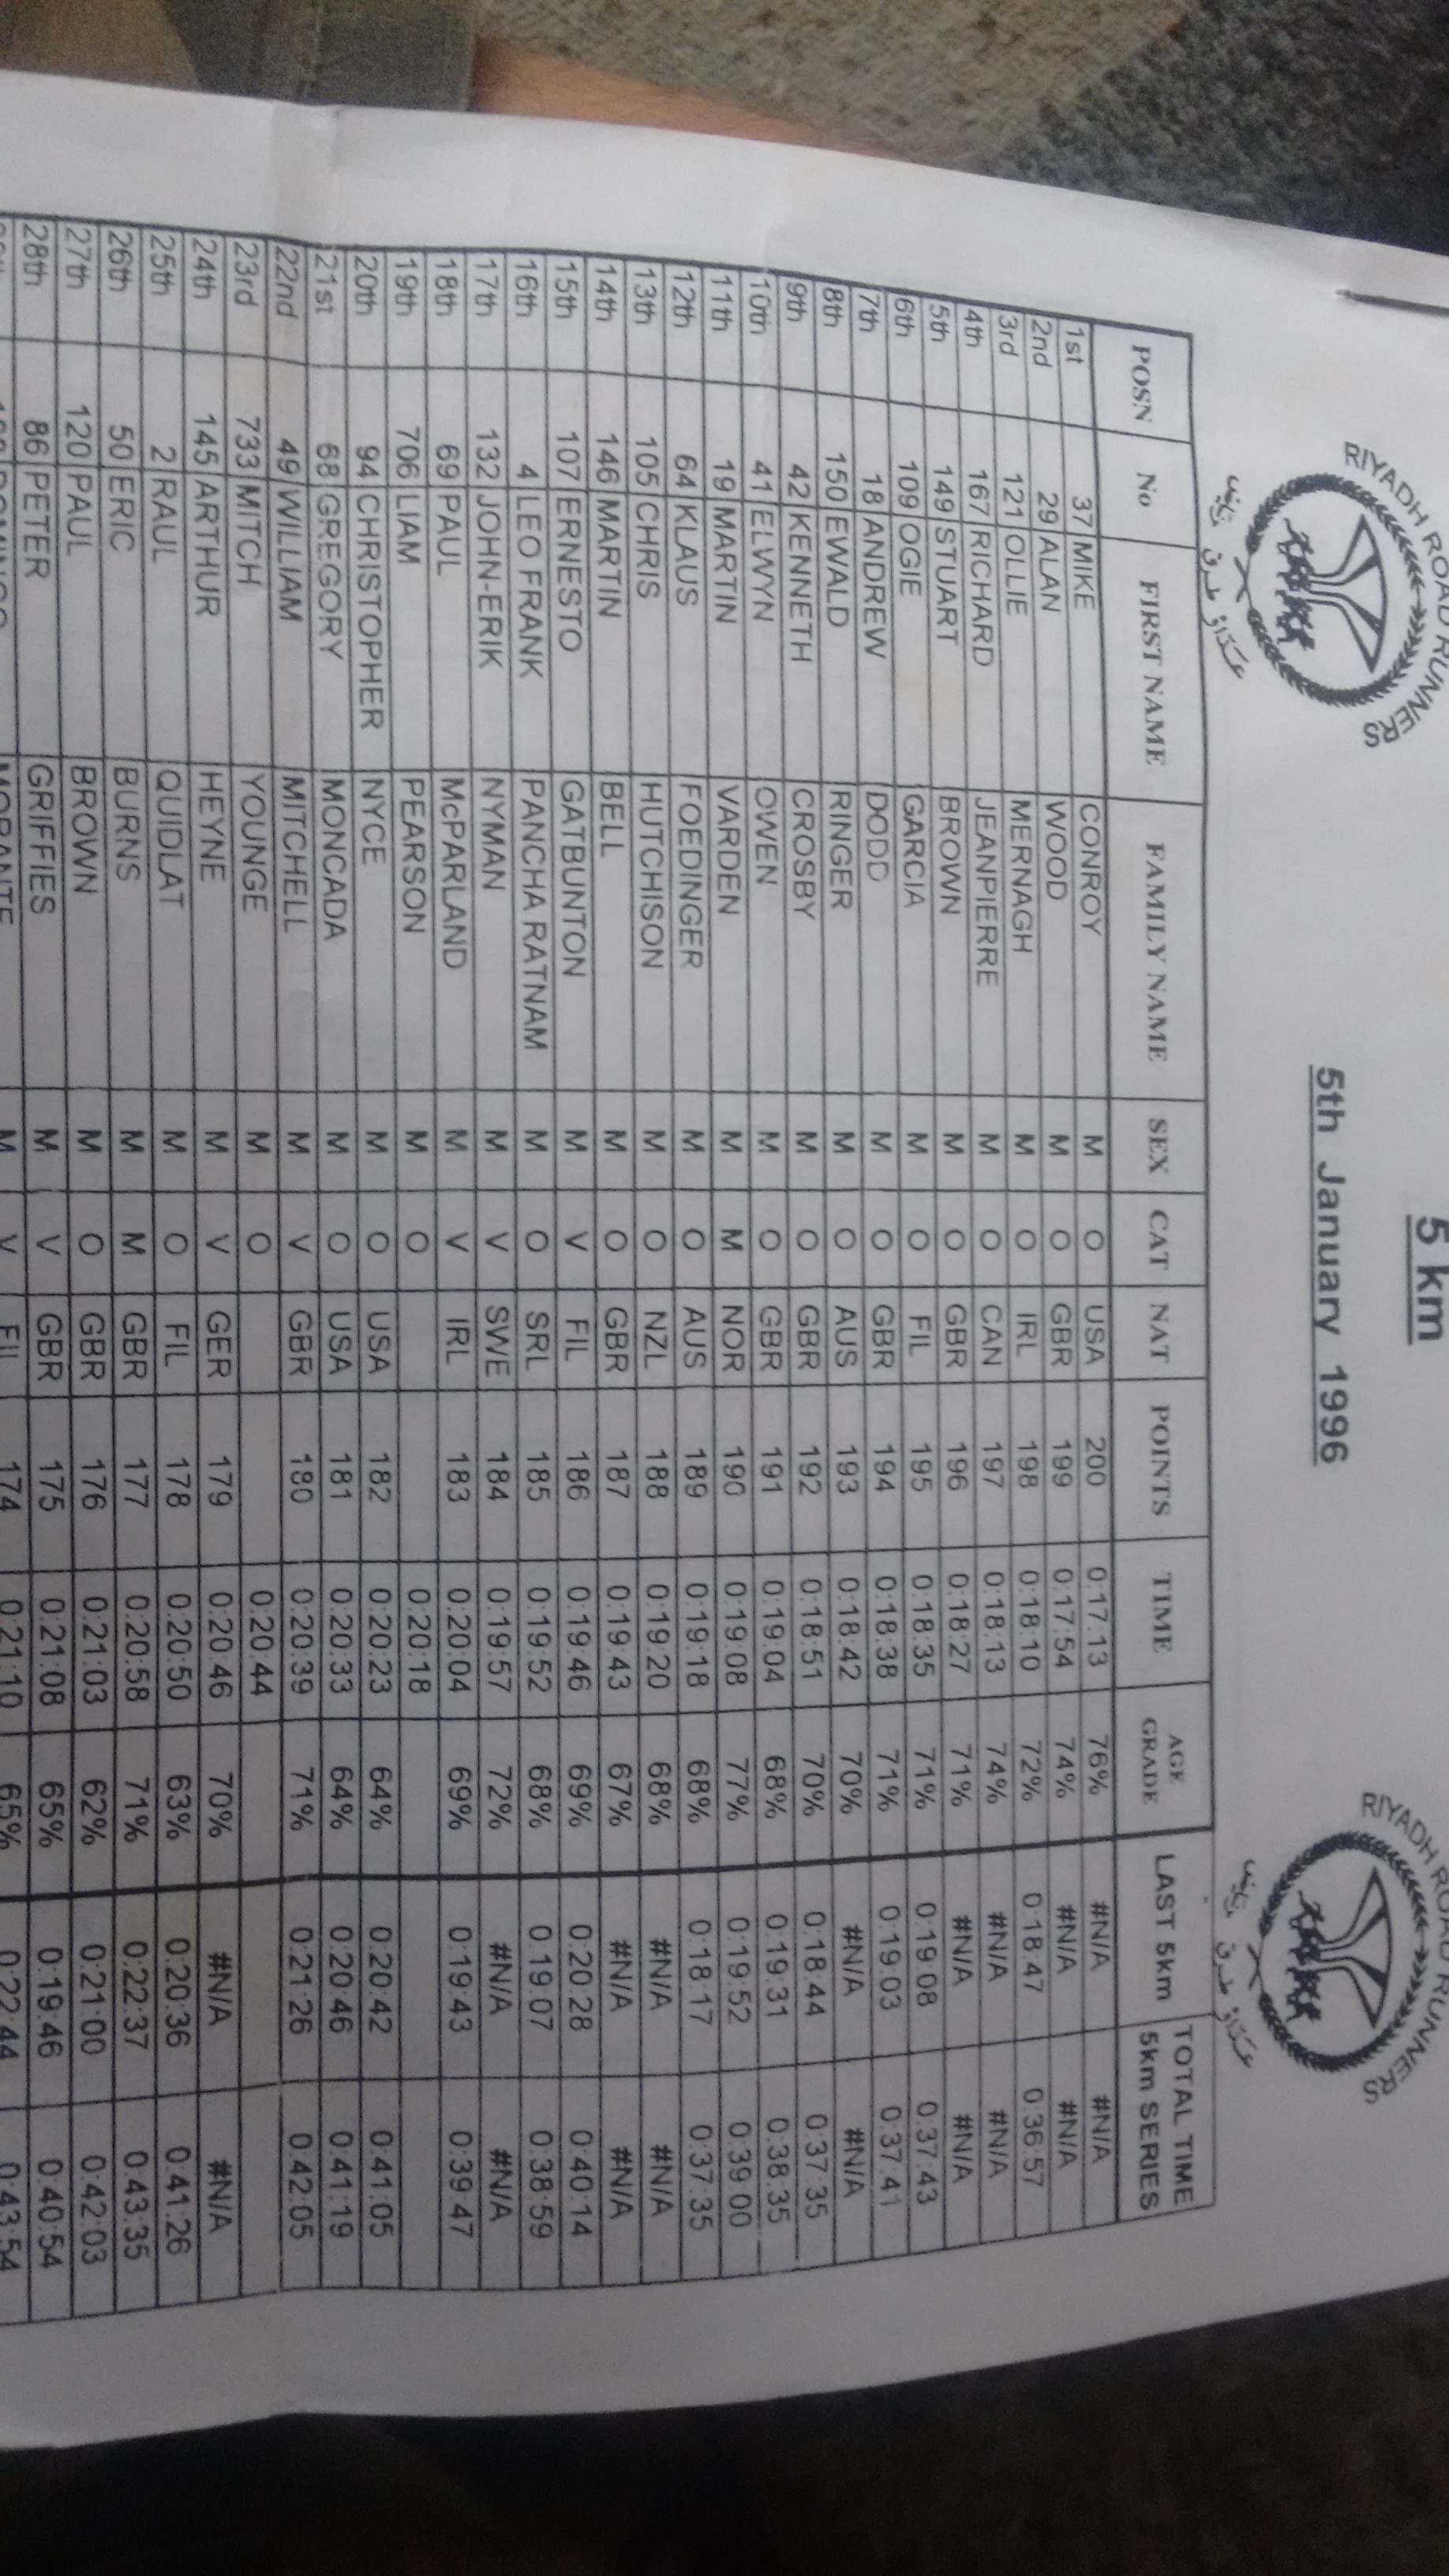 RIYADH ROAD RUNNERS
5 km
RIYADH ROAD RUNNERS
5th January 1996
POSN No FIRST NAME FAMILY NAME SEX CAT NAT POINTS TIME AGE GRADE LAST 5km TOTAL TIME 5km SERIES
1st 37 MIKE CONROY M O USA 200 0:17:13 76% #N/A #N/A
2nd 29 ALAN WOOD M O GBR 199 0:17:54 74% #N/A #N/A
3rd 121 OLLIE MERNAGH M O IRL 198 0:18:10 72% 0:18:47 0:36:57
4th 167 RICHARD JEANPIERRE M O CAN 197 0:18:13 74% #N/A #N/A
5th 149 STUART BROWN M O GBR 196 0:18:27 71% #N/A #N/A
6th 109 OGIE GARCIA M O FIL 195 0:18:35 71% 0:19:08 0:37:43
7th 18 ANDREW DODD M O GBR 194 0:18:38 71% 0:19:03 0:37:41
8th 150 EWALD RINGER M O AUS 193 0:18:42 70% #N/A #N/A
9th 42 KENNETH CROSBY M O GBR 192 0:18:51 70% 0:18:44 0:37:35
10th 41 ELWYN OWEN M O GBR 191 0:19:04 68% 0:19:31 0:38:35
11th 19 MARTIN VARDEN M M NOR 190 0:19:08 77% 0:19:52 0:39:00
12th 64 KLAUS FOEDINGER M O AUS 189 0:19:18 68% 0:18:17 0:37:35
13th 105 CHRIS HUTCHISON M O NZL 188 0:19:20 68% #N/A #N/A
14th 146 MARTIN BELL M O GBR 187 0:19:43 67% #N/A #N/A
15th 107 ERNESTO GATBUNTON M V FIL 186 0:19:46 69% 0:20:28 0:40:14
16th 4 LEO FRANK PANCHA RATNAM M O SRL 185 0:19:52 68% 0:19:07 0:38:59
17th 132 JOHN-ERIK NYMAN M V SWE 184 0:19:57 72% #N/A #N/A
18th 69 PAUL McPARLAND M V IRL 183 0:20:04 69% 0:19:43 0:39:47
19th 706 LIAM PEARSON M O 0:20:18
20th 94 CHRISTOPHER NYCE M O USA 182 0:20:23 64% 0:20:42 0:41:05
21st 68 GREGORY MONCADA M O USA 181 0:20:33 64% 0:20:46 0:41:19
22nd 49 WILLIAM MITCHELL M V GBR 180 0:20:39 71% 0:21:26 0:42:05
23rd 733 MITCH YOUNGE M O 0:20:44
24th 145 ARTHUR HEYNE M V GER 179 0:20:46 70% #N/A #N/A
25th 2 RAUL QUIDLAT M O FIL 178 0:20:50 63% 0:20:36 0:41:26
26th 50 ERIC BURNS M M GBR 177 0:20:58 71% 0:22:37 0:43:35
27th 120 PAUL BROWN M O GBR 176 0:21:03 62% 0:21:00 0:42:03
28th 86 PETER GRIFFIES M V GBR 175 0:21:08 65% 0:19:46 0:40:54
M V FIL 174 0:21:10 65% 0:22:44 0:43:54